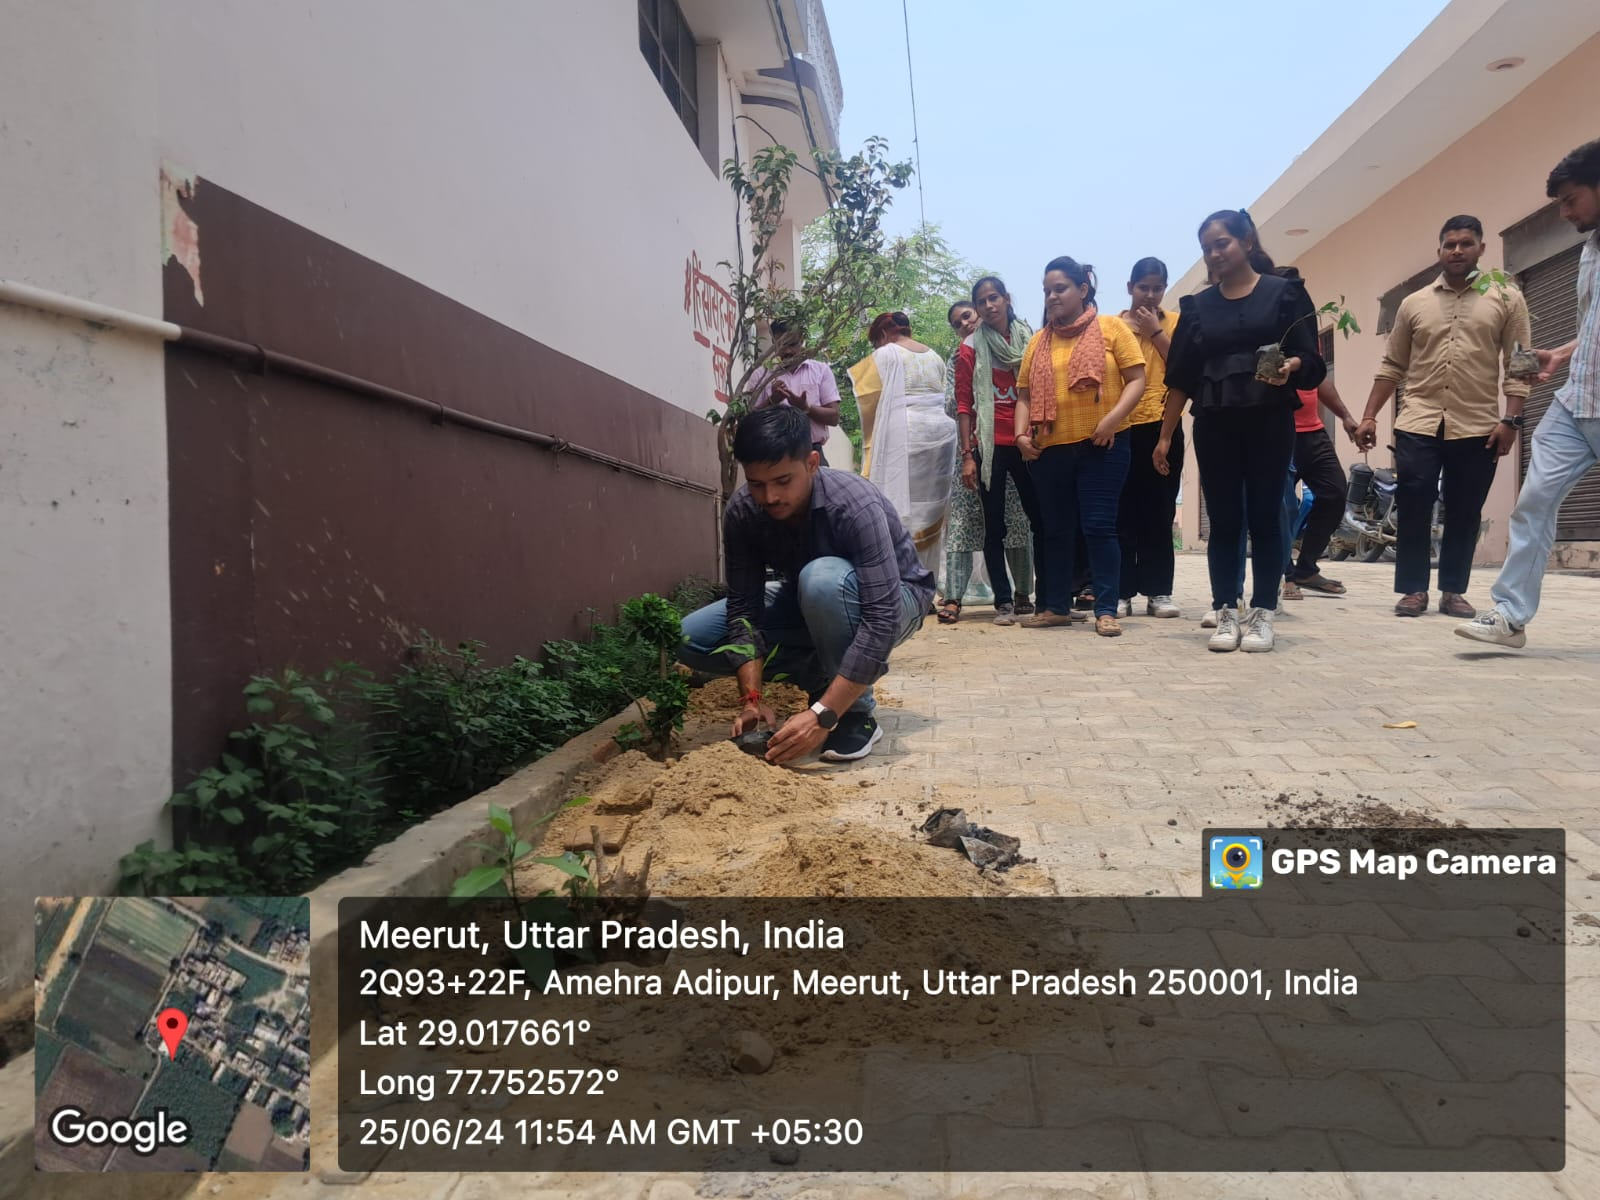 GPS Map Camera
Meerut, Uttar Pradesh, India
2Q93+22F, Amehra Adipur, Meerut, Uttar Pradesh 250001, India
Lat 29.017661°
Long 77.752572°
25/06/24 11:54 AM GMT +05:30
Google